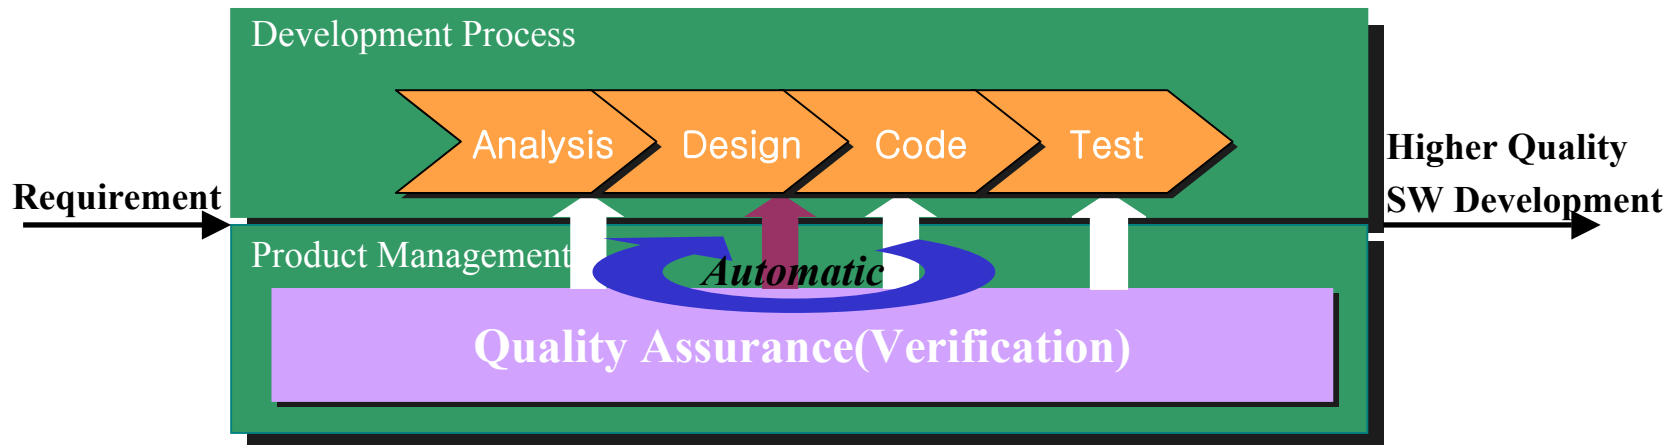 Development Process
Analysis
Design
Code
Test
Requirement
Higher Quality
SW Development
Product Management
Automatic
Quality Assurance(Verification)